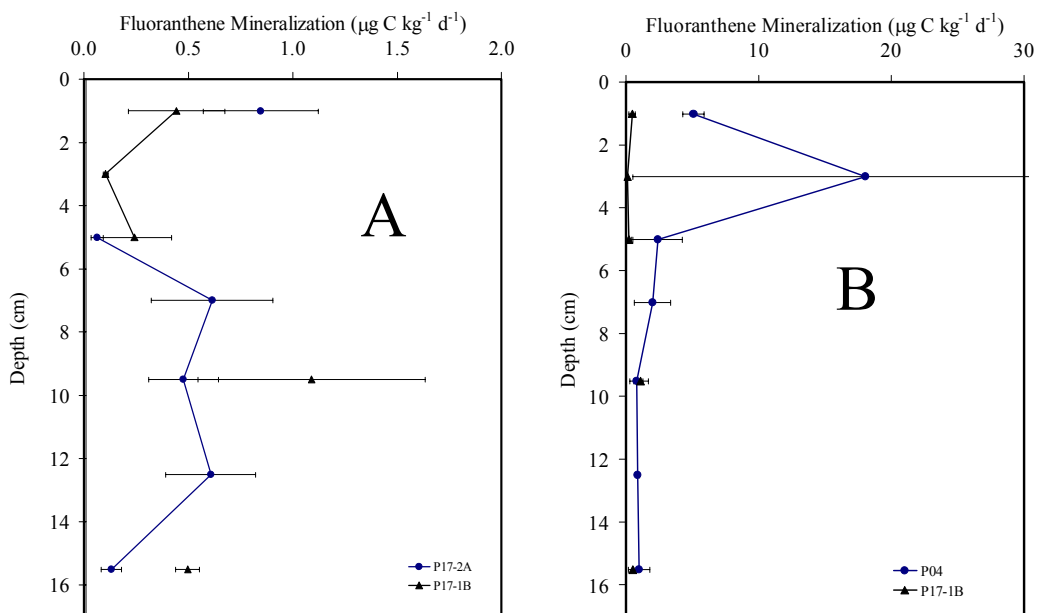 Fluoranthene Mineralization (μg C kg⁻¹ d⁻¹)
0.0 0.5 1.0 1.5 2.0
0
2
4
6
8
10
12
14
16
Depth (cm)
A
P17-2A
P17-1B
Fluoranthene Mineralization (μg C kg⁻¹ d⁻¹)
0 10 20 30
0
2
4
6
8
10
12
14
16
Depth (cm)
B
P04
P17-1B